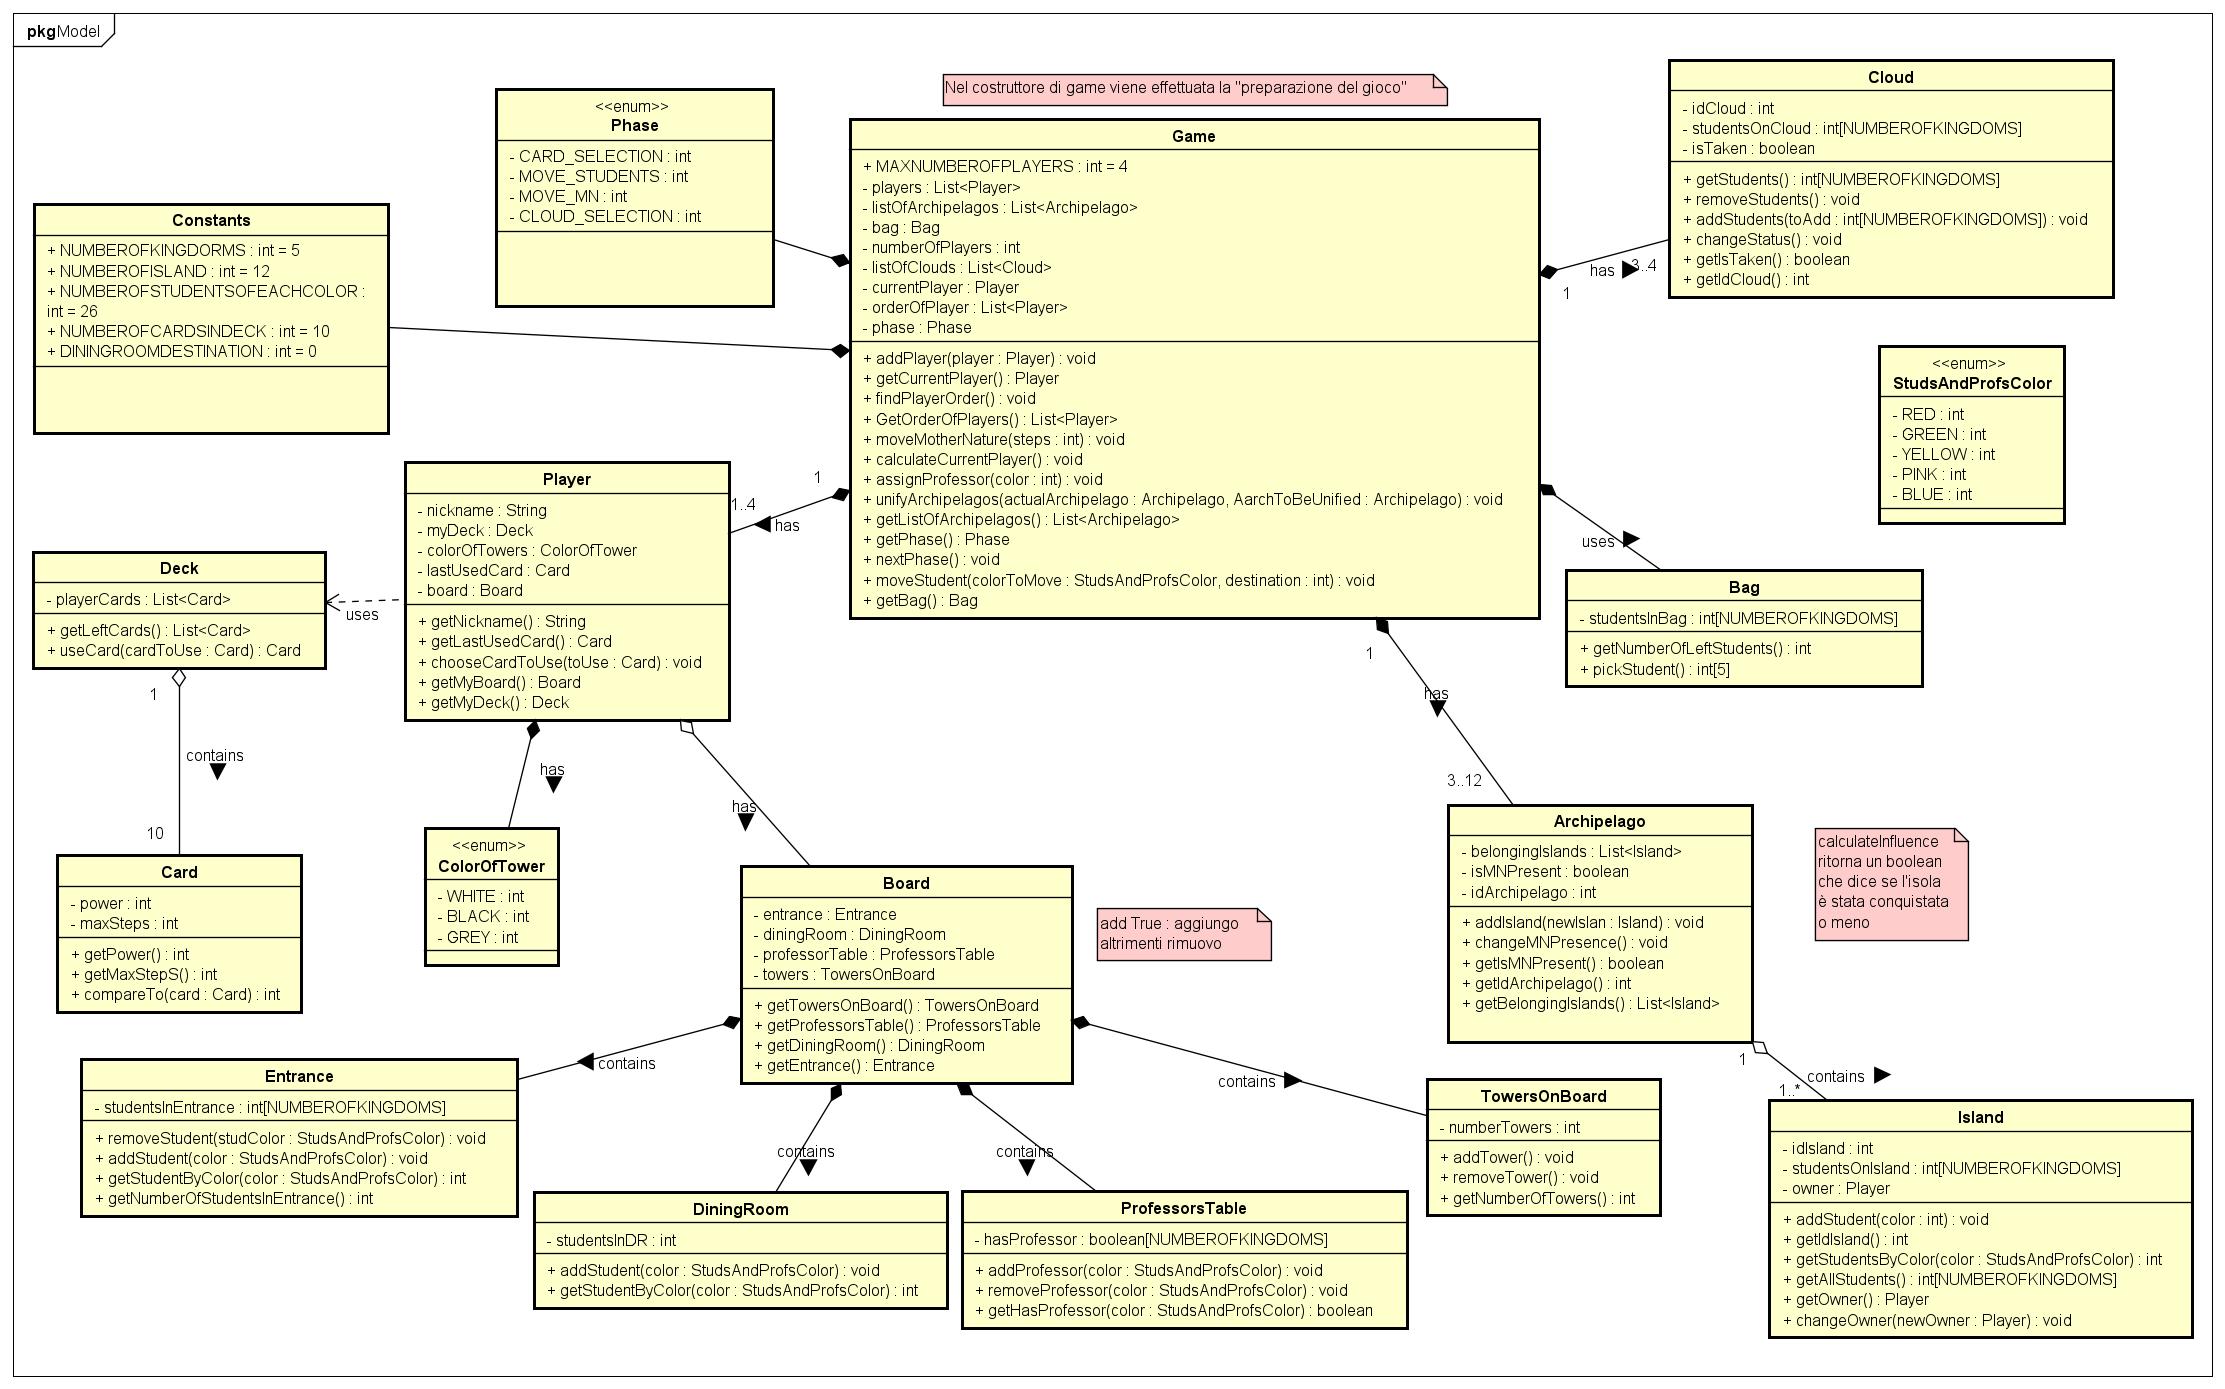 pkgModel
Nel costruttore di game viene effettuata la "preparazione del gioco"
<<enum>>
Phase
- CARD_SELECTION : int
- MOVE_STUDENTS : int
- MOVE_MN : int
- CLOUD_SELECTION : int
Constants
+ NUMBEROFKINGDORMS : int = 5
+ NUMBEROFISLAND : int = 12
+ NUMBEROFSTUDENTSOFEACHCOLOR :
int = 26
+ NUMBEROFCARDSINDECK : int = 10
+ DININGROOMDESTINATION : int = 0
Game
+ MAXNUMBEROFPLAYERS : int = 4
- players : List<Player>
- listOfArchipelagos : List<Archipelago>
- bag : Bag
- numberOfPlayers : int
- listOfClouds : List<Cloud>
- currentPlayer : Player
- orderOfPlayer : List<Player>
- phase : Phase
+ addPlayer(player : Player) : void
+ getCurrentPlayer() : Player
+ findPlayerOrder() : void
+ GetOrderOfPlayers() : List<Player>
+ moveMotherNature(steps : int) : void
+ calculateCurrentPlayer() : void
+ assignProfessor(color : int) : void
+ unifyArchipelagos(actualArchipelago : Archipelago, AarchToBeUnified : Archipelago) : void
+ getListOfArchipelagos() : List<Archipelago>
+ getPhase() : Phase
+ nextPhase() : void
+ moveStudent(colorToMove : StudsAndProfsColor, destination : int) : void
+ getBag() : Bag
Cloud
- idCloud : int
- studentsOnCloud : int[NUMBEROFKINGDOMS]
- isTaken : boolean
+ getStudents() : int[NUMBEROFKINGDOMS]
+ removeStudents() : void
+ addStudents(toAdd : int[NUMBEROFKINGDOMS]) : void
+ changeStatus() : void
+ getIsTaken() : boolean
+ getIdCloud() : int
has
3..4
1
<<enum>>
StudsAndProfsColor
- RED : int
- GREEN : int
- YELLOW : int
- PINK : int
- BLUE : int
uses
Bag
- studentsInBag : int[NUMBEROFKINGDOMS]
+ getNumberOfLeftStudents() : int
+ pickStudent() : int[5]
1
1..4
has
Player
- nickname : String
- myDeck : Deck
- colorOfTowers : ColorOfTower
- lastUsedCard : Card
- board : Board
+ getNickname() : String
+ getLastUsedCard() : Card
+ chooseCardToUse(toUse : Card) : void
+ getMyBoard() : Board
+ getMyDeck() : Deck
uses
Deck
- playerCards : List<Card>
+ getLeftCards() : List<Card>
+ useCard(cardToUse : Card) : Card
1
contains
10
Card
- power : int
- maxSteps : int
+ getPower() : int
+ getMaxStepS() : int
+ compareTo(card : Card) : int
has
<<enum>>
ColorOfTower
- WHITE : int
- BLACK : int
- GREY : int
has
Board
- entrance : Entrance
- diningRoom : DiningRoom
- professorTable : ProfessorsTable
- towers : TowersOnBoard
+ getTowersOnBoard() : TowersOnBoard
+ getProfessorsTable() : ProfessorsTable
+ getDiningRoom() : DiningRoom
+ getEntrance() : Entrance
add True : aggiungo
altrimenti rimuovo
1
has
3..12
Archipelago
- belongingIslands : List<Island>
- isMNPresent : boolean
- idArchipelago : int
+ addIsland(newIslan : Island) : void
+ changeMNPresence() : void
+ getIsMNPresent() : boolean
+ getIdArchipelago() : int
+ getBelongingIslands() : List<Island>
calculateInfluence
ritorna un boolean
che dice se l'isola
è stata conquistata
o meno
1
contains
1..*
Island
- idIsland : int
- studentsOnIsland : int[NUMBEROFKINGDOMS]
- owner : Player
+ addStudent(color : int) : void
+ getIdIsland() : int
+ getStudentsByColor(color : StudsAndProfsColor) : int
+ getAllStudents() : int[NUMBEROFKINGDOMS]
+ getOwner() : Player
+ changeOwner(newOwner : Player) : void
contains
Entrance
- studentsInEntrance : int[NUMBEROFKINGDOMS]
+ removeStudent(studColor : StudsAndProfsColor) : void
+ addStudent(color : StudsAndProfsColor) : void
+ getStudentByColor(color : StudsAndProfsColor) : int
+ getNumberOfStudentsInEntrance() : int
contains
DiningRoom
- studentsInDR : int
+ addStudent(color : StudsAndProfsColor) : void
+ getStudentByColor(color : StudsAndProfsColor) : int
contains
ProfessorsTable
- hasProfessor : boolean[NUMBEROFKINGDOMS]
+ addProfessor(color : StudsAndProfsColor) : void
+ removeProfessor(color : StudsAndProfsColor) : void
+ getHasProfessor(color : StudsAndProfsColor) : boolean
contains
TowersOnBoard
- numberTowers : int
+ addTower() : void
+ removeTower() : void
+ getNumberOfTowers() : int